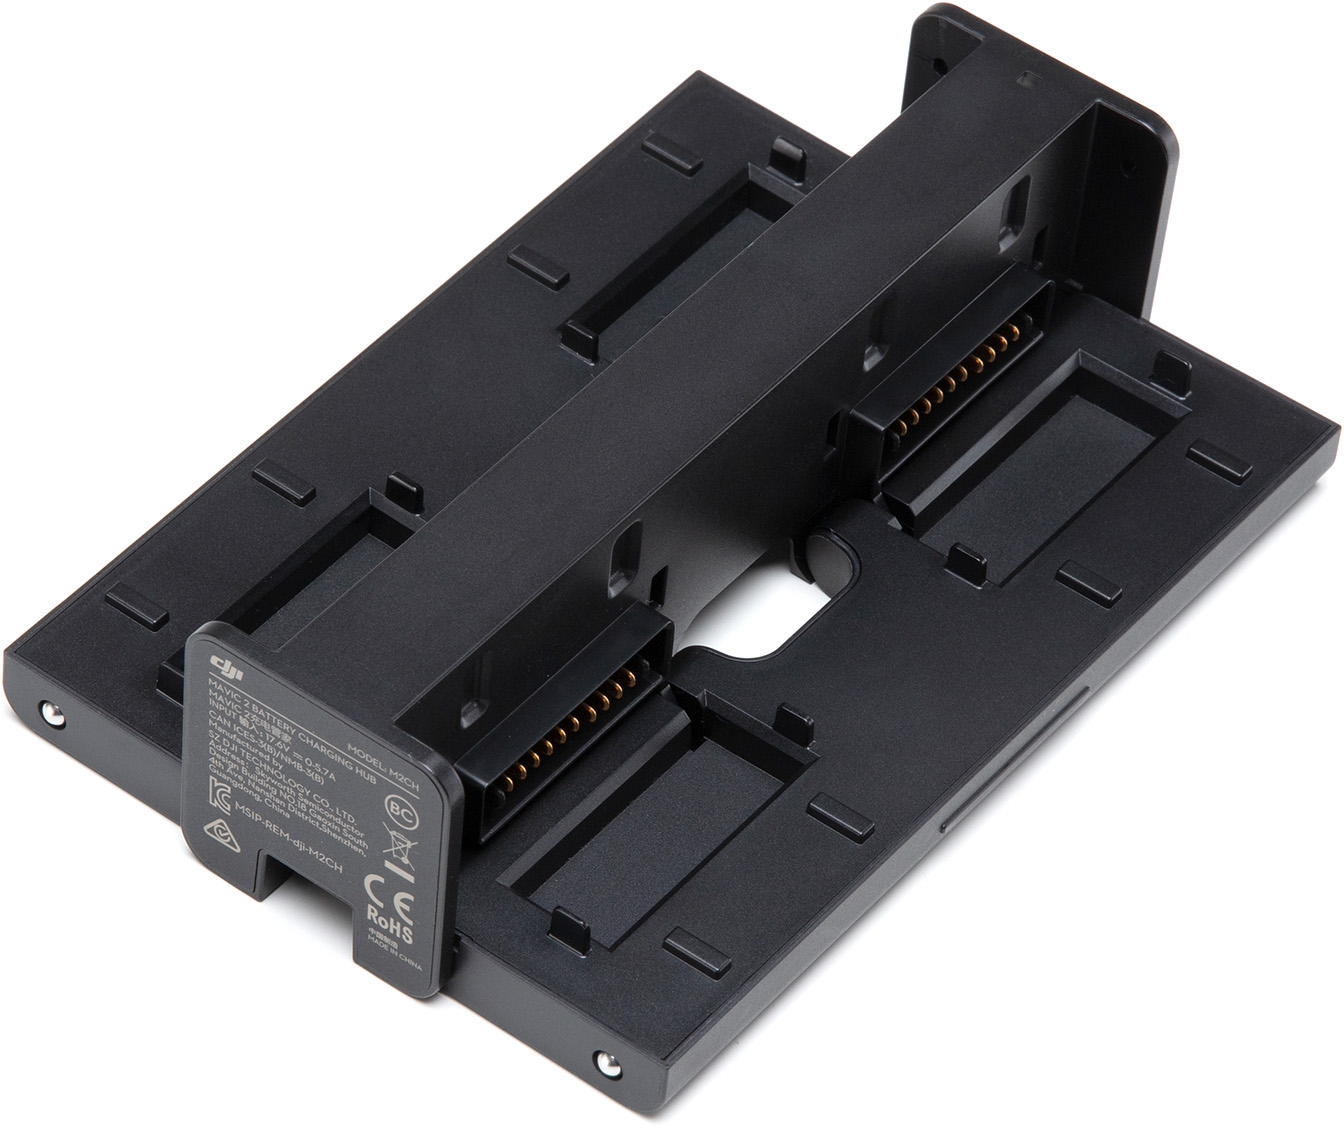 dji
MAVIC 2 BATTERY CHARGING HUB
MODEL: M2CH
MAVIC 2充电管家
INPUT 输入: 17.6V ⎓ 0-5.7A
CAN ICES-3(B)/NMB-3(B)
Manufactured by
SZ DJI TECHNOLOGY CO., LTD.
Address: Skyworth Semiconductor
Design Building NO.18 Gaoxin South
4th Ave, Nanshan District,Shenzhen,
Guangdong, China
BC
MSIP-REM-dji-M2CH
CE
RoHS
中国制造
MADE IN CHINA